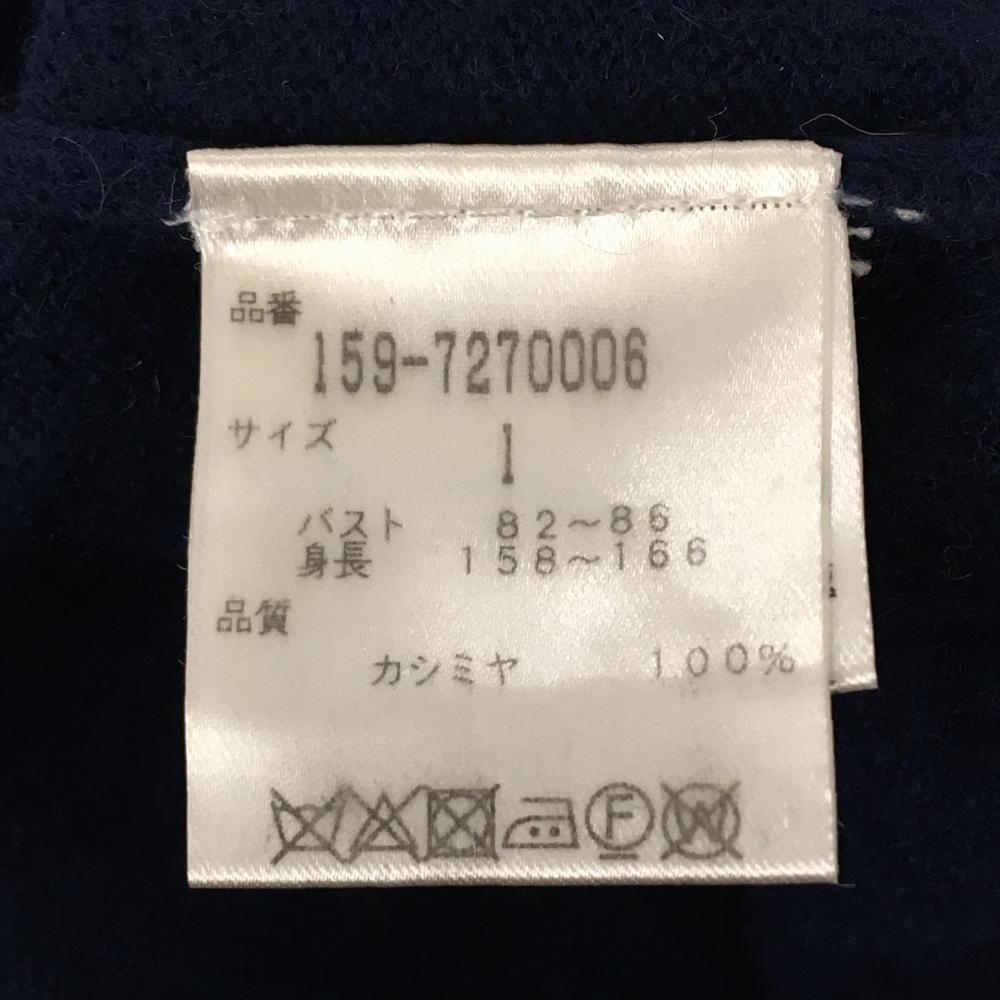 品番
159-7270006
サイズ 1
バスト 82~86
身長 158~166
品質
カシミヤ 100%
F W